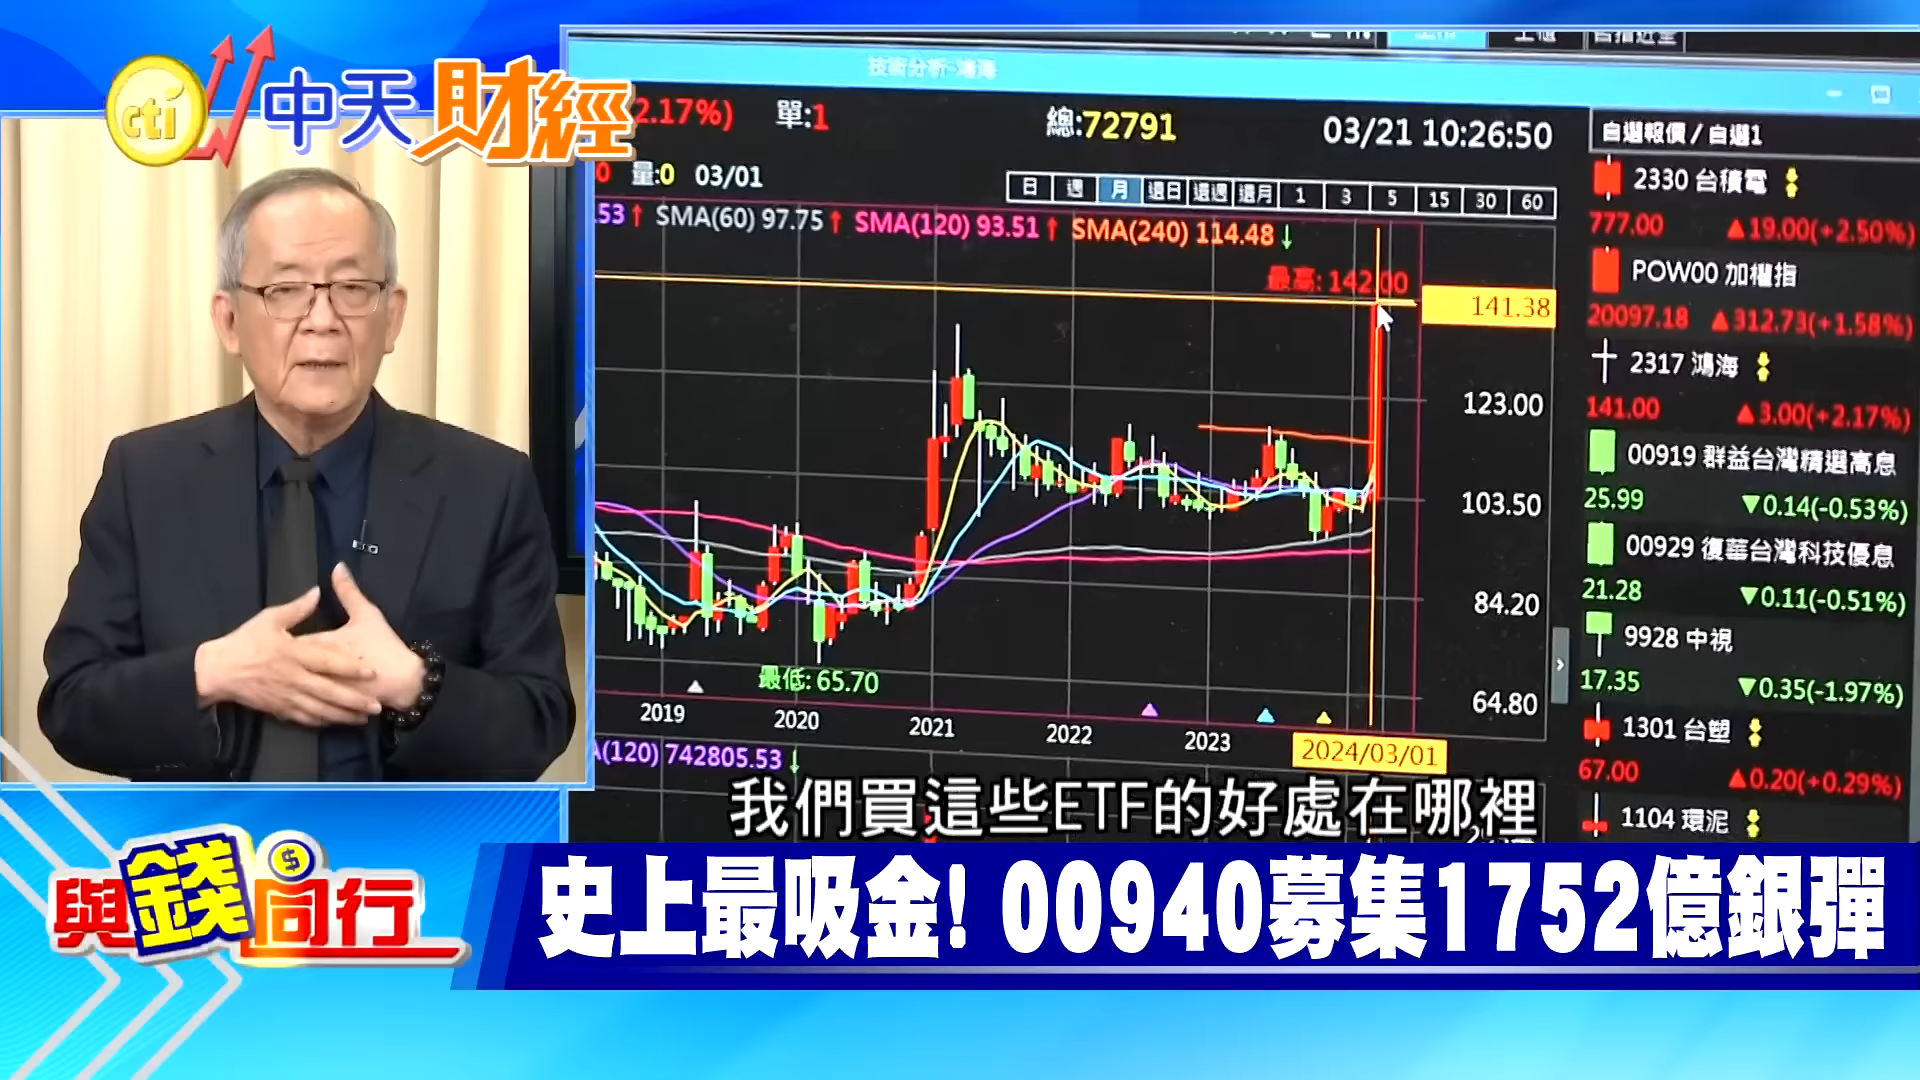 cti 中天財經
技術分析-鴻海
2.17%) 單:1 總:72791 03/21 10:26:50
0 量:0 03/01
日 週 月 還日 還週 還月 1 3 5 15 30 60
.53↑ SMA(60) 97.75↑ SMA(120) 93.51↑ SMA(240) 114.48↓
最高: 142.00
141.38
123.00
103.50
84.20
64.80
最低: 65.70
2019 2020 2021 2022 2023 2024/03/01
A(120) 742805.53↓
自選報價 / 自選1
2330 台積電
777.00 ▲19.00(+2.50%)
POW00 加權指
20097.18 ▲312.73(+1.58%)
2317 鴻海
141.00 ▲3.00(+2.17%)
00919 群益台灣精選高息
25.99 ▼0.14(-0.53%)
00929 復華台灣科技優息
21.28 ▼0.11(-0.51%)
9928 中視
17.35 ▼0.35(-1.97%)
1301 台塑
67.00 ▲0.20(+0.29%)
1104 環泥
我們買這些ETF的好處在哪裡
與錢同行
史上最吸金! 00940募集1752億銀彈